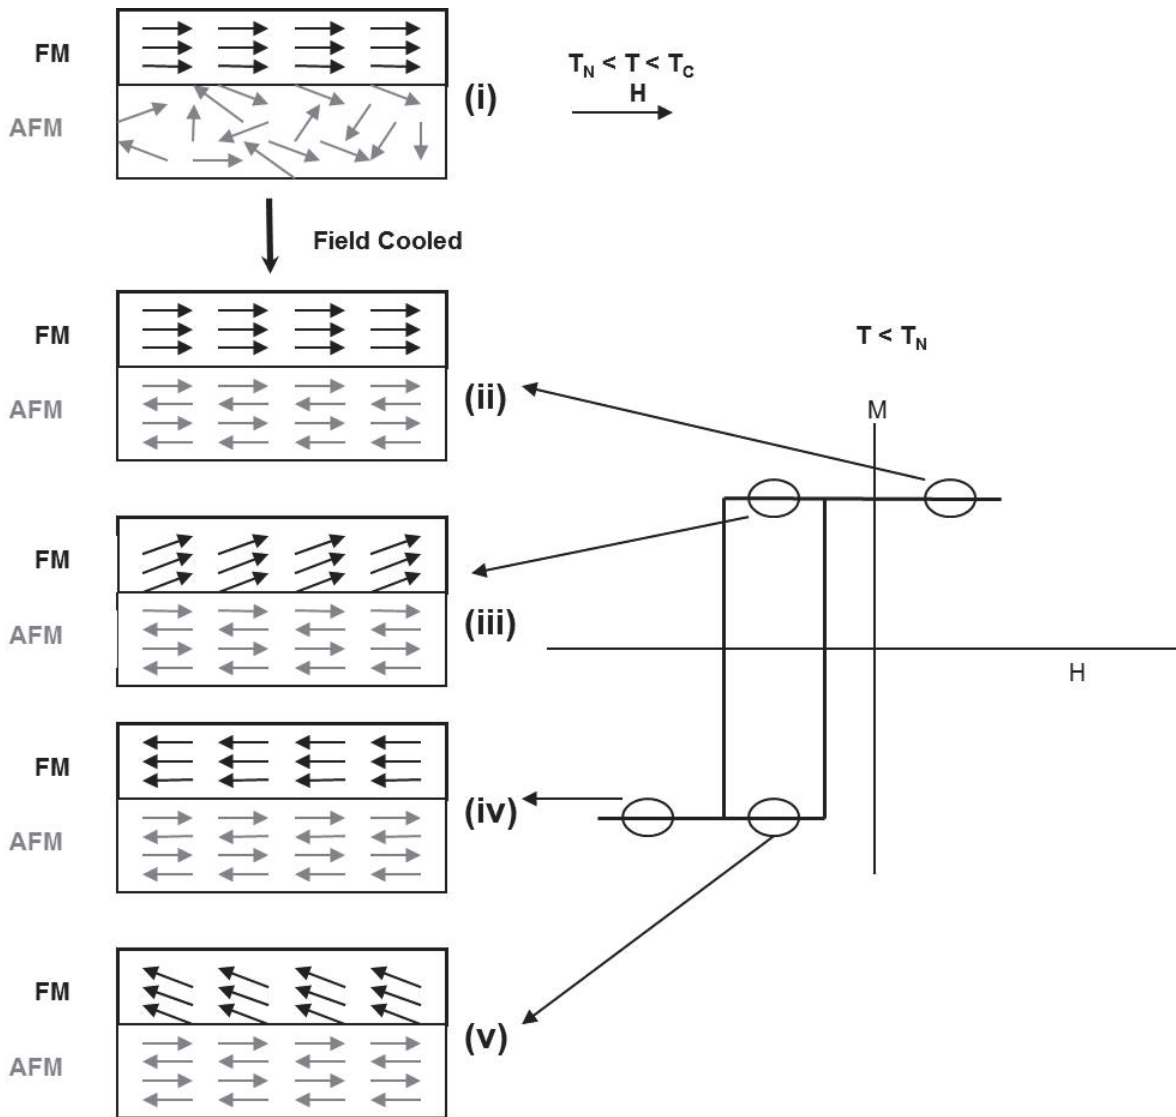 FM
AFM
(i)
T_N < T < T_C
H
Field Cooled
FM
AFM
(ii)
T < T_N
M
FM
AFM
(iii)
H
FM
AFM
(iv)
FM
AFM
(v)